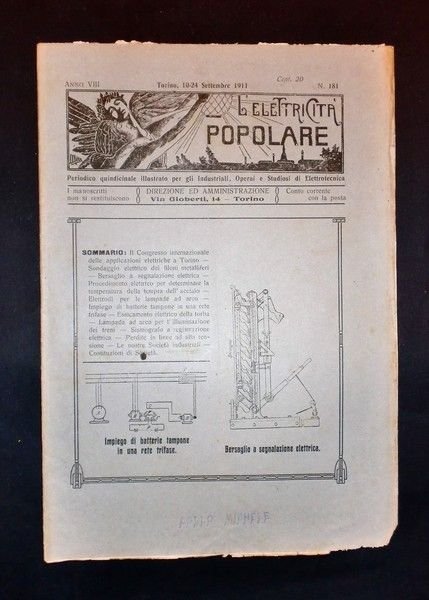 ANNO VIII
Torino, 10-24 Settembre 1911
Cent. 20
N. 181
L'ELETTRICITÀ
POPOLARE
Periodico quindicinale illustrato per gli Industriali, Operai e Studiosi di Elettrotecnica
I manoscritti
non si restituiscono
DIREZIONE ED AMMINISTRAZIONE
Via Gioberti, 14 — Torino
Conto corrente
con la posta
SOMMARIO: Il Congresso internazionale
delle applicazioni elettriche a Torino —
Sondaggio elettrico dei filoni metalliferi
— Bersaglio a segnalazione elettrica —
Procedimento elettrico per determinare la
temperatura della tempra dell'acciaio —
Elettrodi per le lampade ad arco —
Impiego di batterie tampone in una rete
trifase — Essicamento elettrico della torba
— Lampada ad arco per l'illuminazione
dei treni — Sismografo a registrazione
elettrica — Perdite in linee ad alta ten-
sione — Le nostre Società industriali —
Costituzioni di Società.
Impiego di batterie tampone
in una rete trifase.
Bersaglio a segnalazione elettrica.